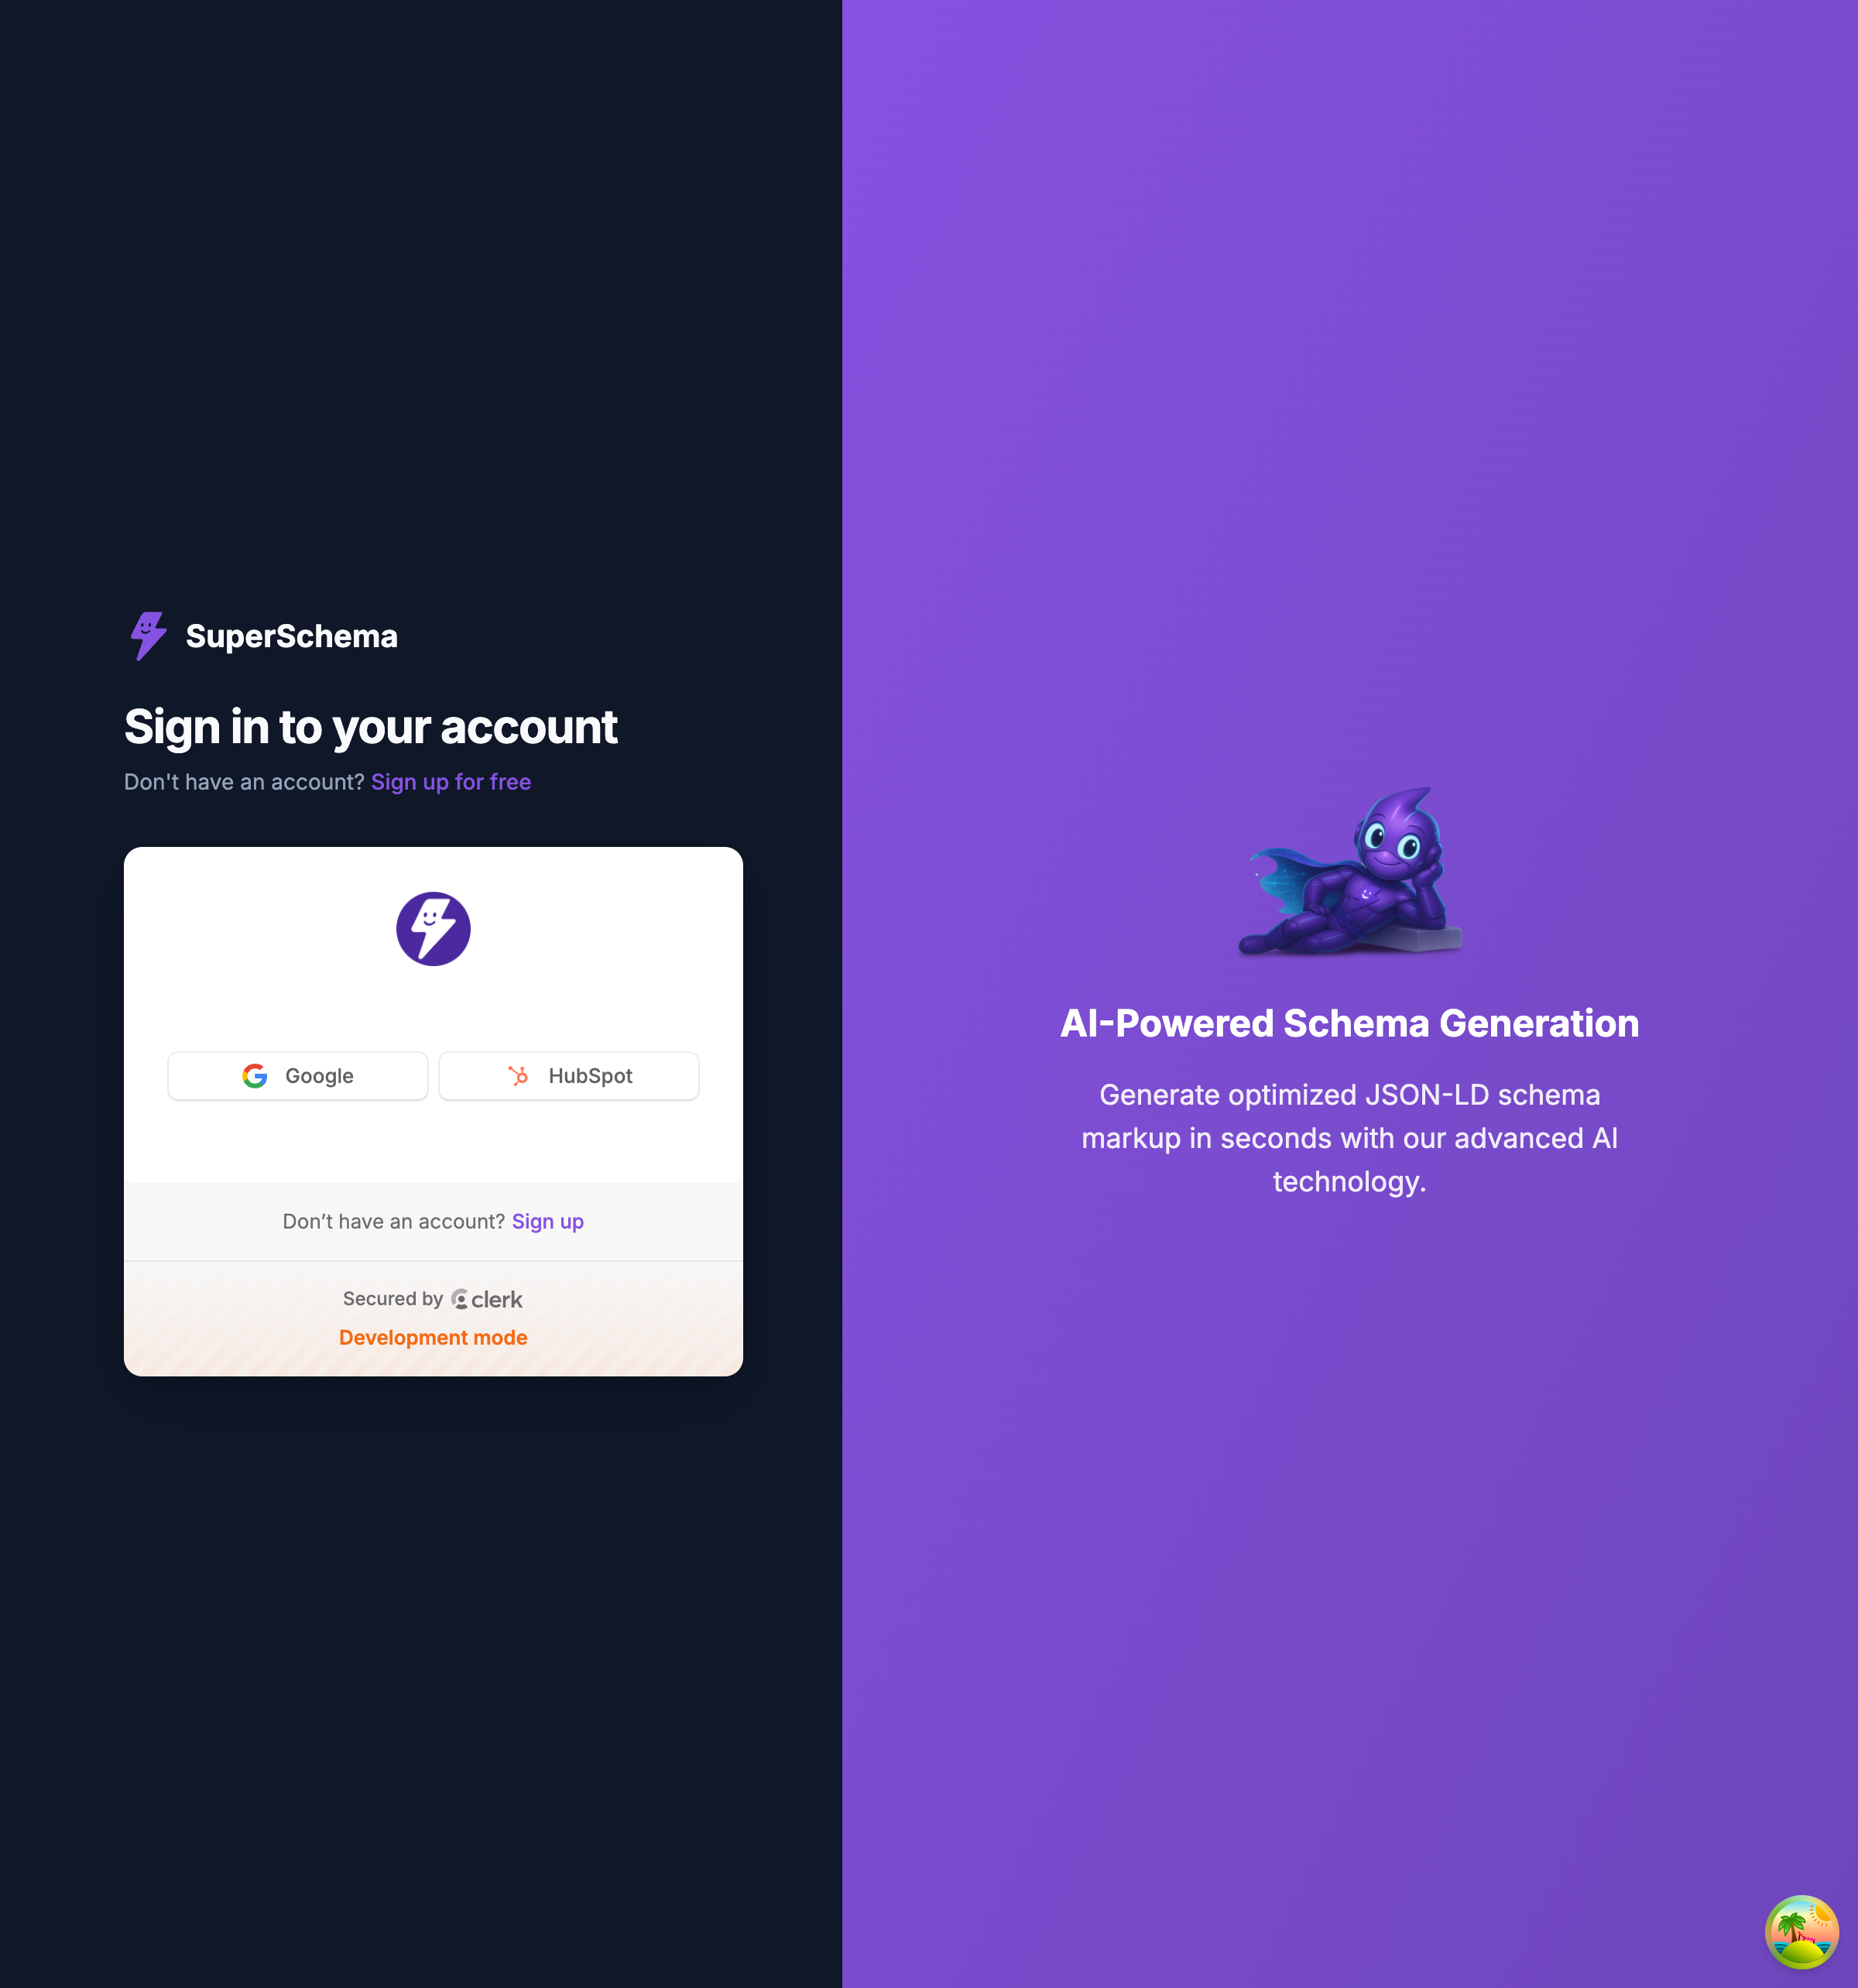 SuperSchema
Sign in to your account
Don't have an account? Sign up for free
Google
HubSpot
Don’t have an account? Sign up
Secured by clerk
Development mode
AI-Powered Schema Generation
Generate optimized JSON-LD schema
markup in seconds with our advanced AI
technology.